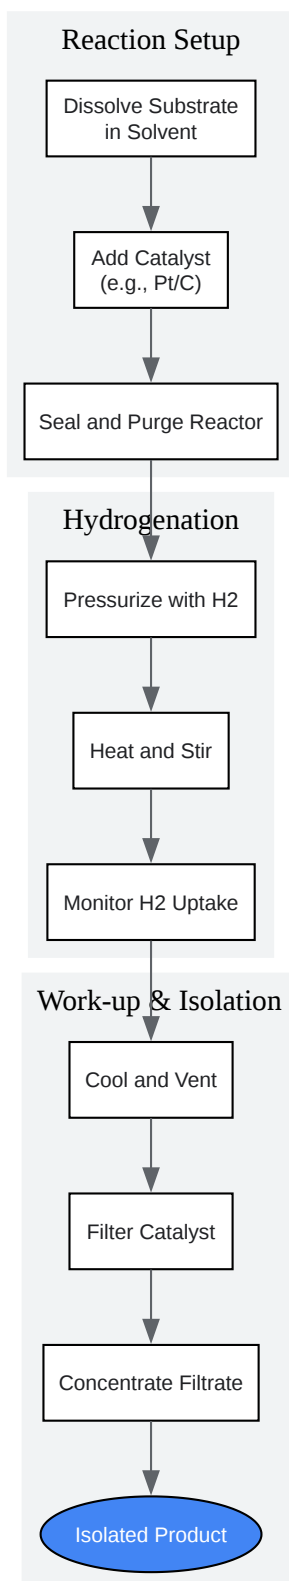 Reaction Setup
Dissolve Substrate
in Solvent
Add Catalyst
(e.g., Pt/C)
Seal and Purge Reactor
Hydrogenation
Pressurize with H2
Heat and Stir
Monitor H2 Uptake
Work-up & Isolation
Cool and Vent
Filter Catalyst
Concentrate Filtrate
Isolated Product